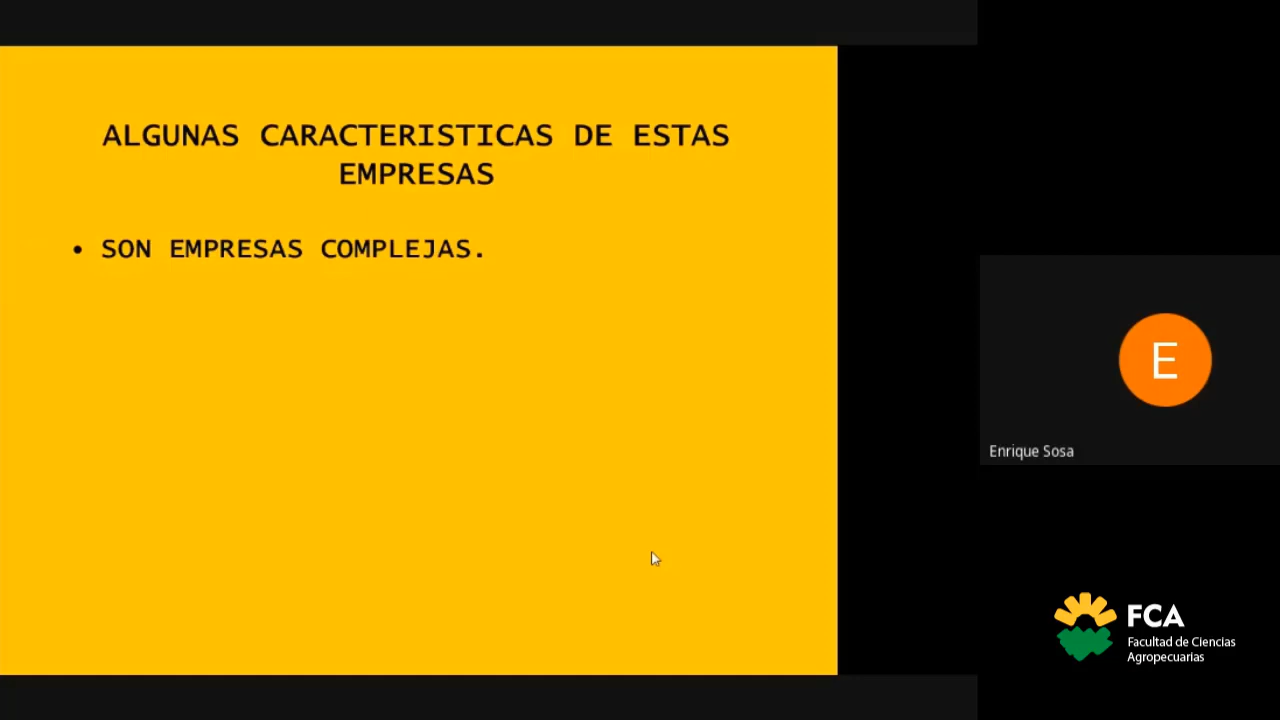 ALGUNAS CARACTERISTICAS DE ESTAS
EMPRESAS
• SON EMPRESAS COMPLEJAS.
E
Enrique Sosa
FCA
Facultad de Ciencias
Agropecuarias